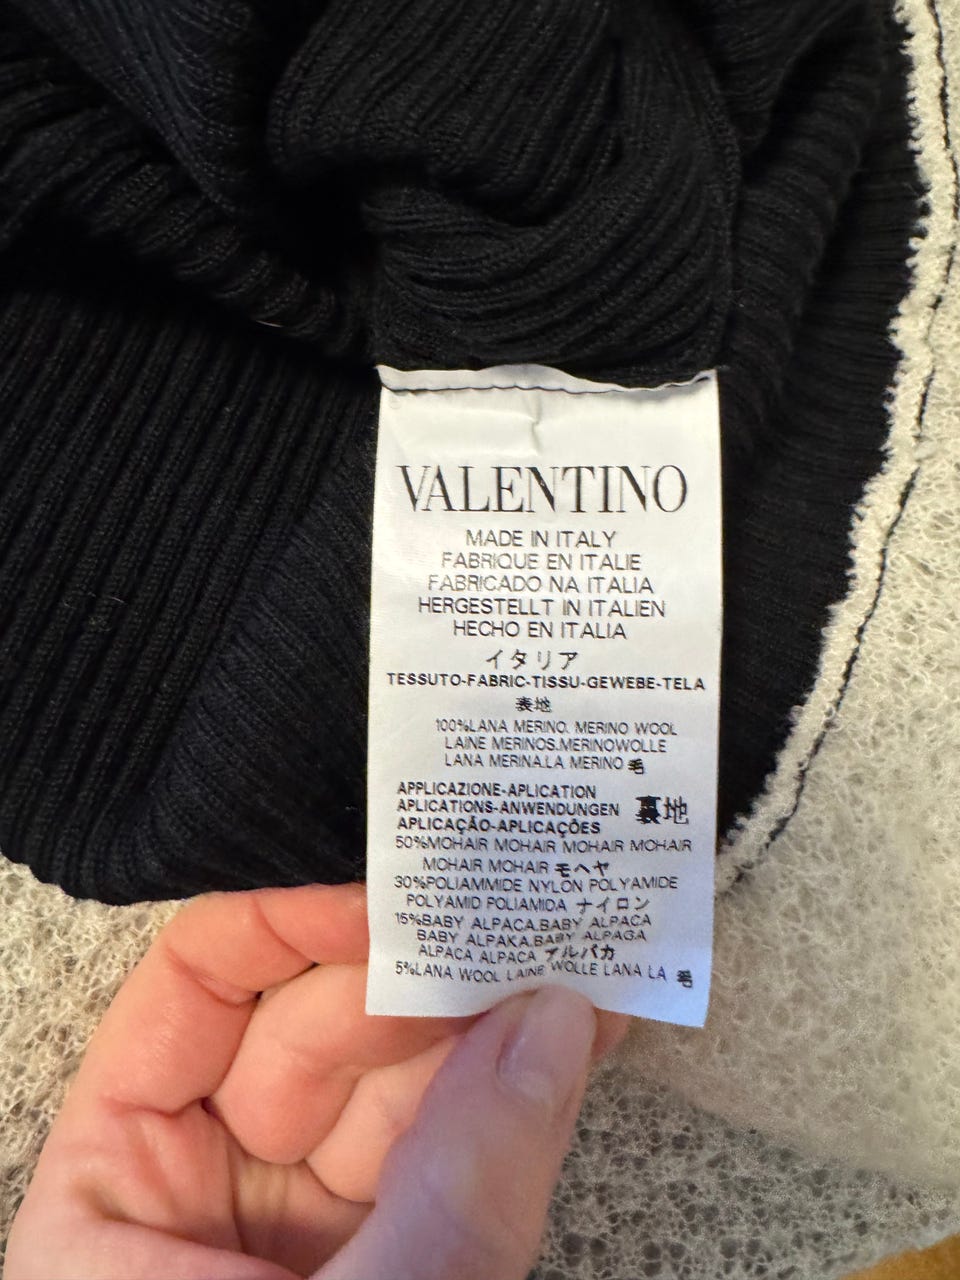 VALENTINO
MADE IN ITALY
FABRIQUE EN ITALIE
FABRICADO NA ITALIA
HERGESTELLT IN ITALIEN
HECHO EN ITALIA
イタリア
TESSUTO-FABRIC-TISSU-GEWEBE-TELA
表地
100%LANA MERINO. MERINO WOOL
LAINE MERINOS.MERINOWOLLE
LANA MERINA.LA MERINO 毛
APPLICAZIONE-APLICATION
APLICATIONS-ANWENDUNGEN 裏地
APLICAÇÃO-APLICAÇÕES
50%MOHAIR MOHAIR MOHAIR MOHAIR
MOHAIR MOHAIR モヘヤ
30%POLIAMMIDE NYLON POLYAMIDE
POLYAMID POLIAMIDA ナイロン
15%BABY ALPACA.BABY ALPACA
BABY ALPAKA.BABY ALPAGA
ALPACA ALPACA アルパカ
5%LANA WOOL LAINE WOLLE LANA LA 毛